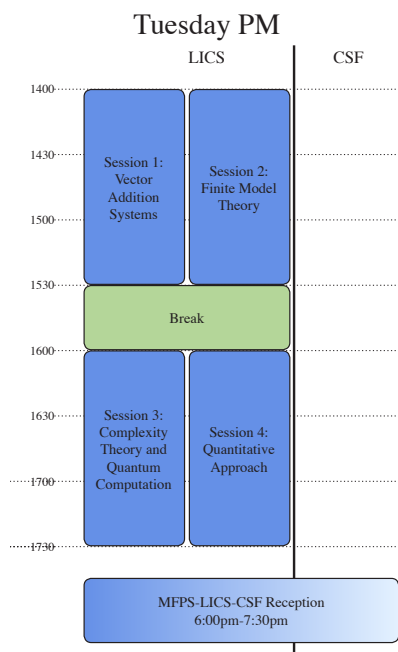 Tuesday PM
LICS
CSF
1400
1430
Session 1:
Vector
Addition
Systems
Session 2:
Finite Model
Theory
1500
1530
Break
1600
1630
Session 3:
Complexity
Theory and
Quantum
Computation
Session 4:
Quantitative
Approach
1700
1730
MFPS-LICS-CSF Reception
6:00pm-7:30pm